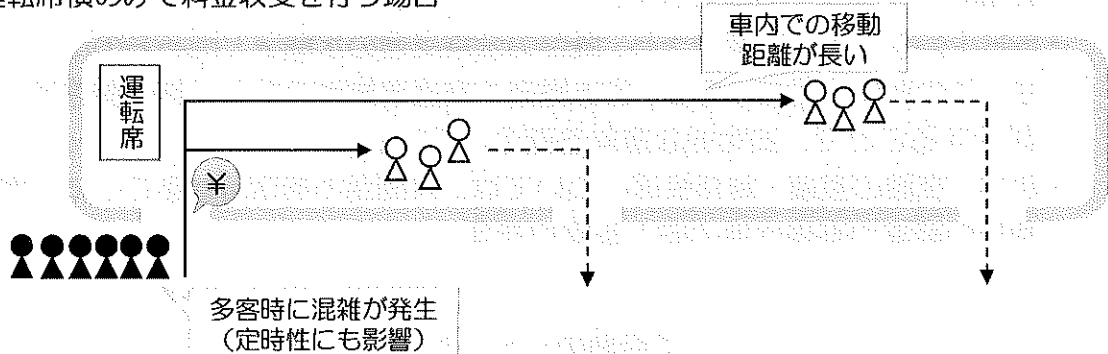 運転席横のみで料金収受を行う場合
車内での移動
距離が長い
運転席
¥
多客時に混雑が発生
（定時性にも影響）